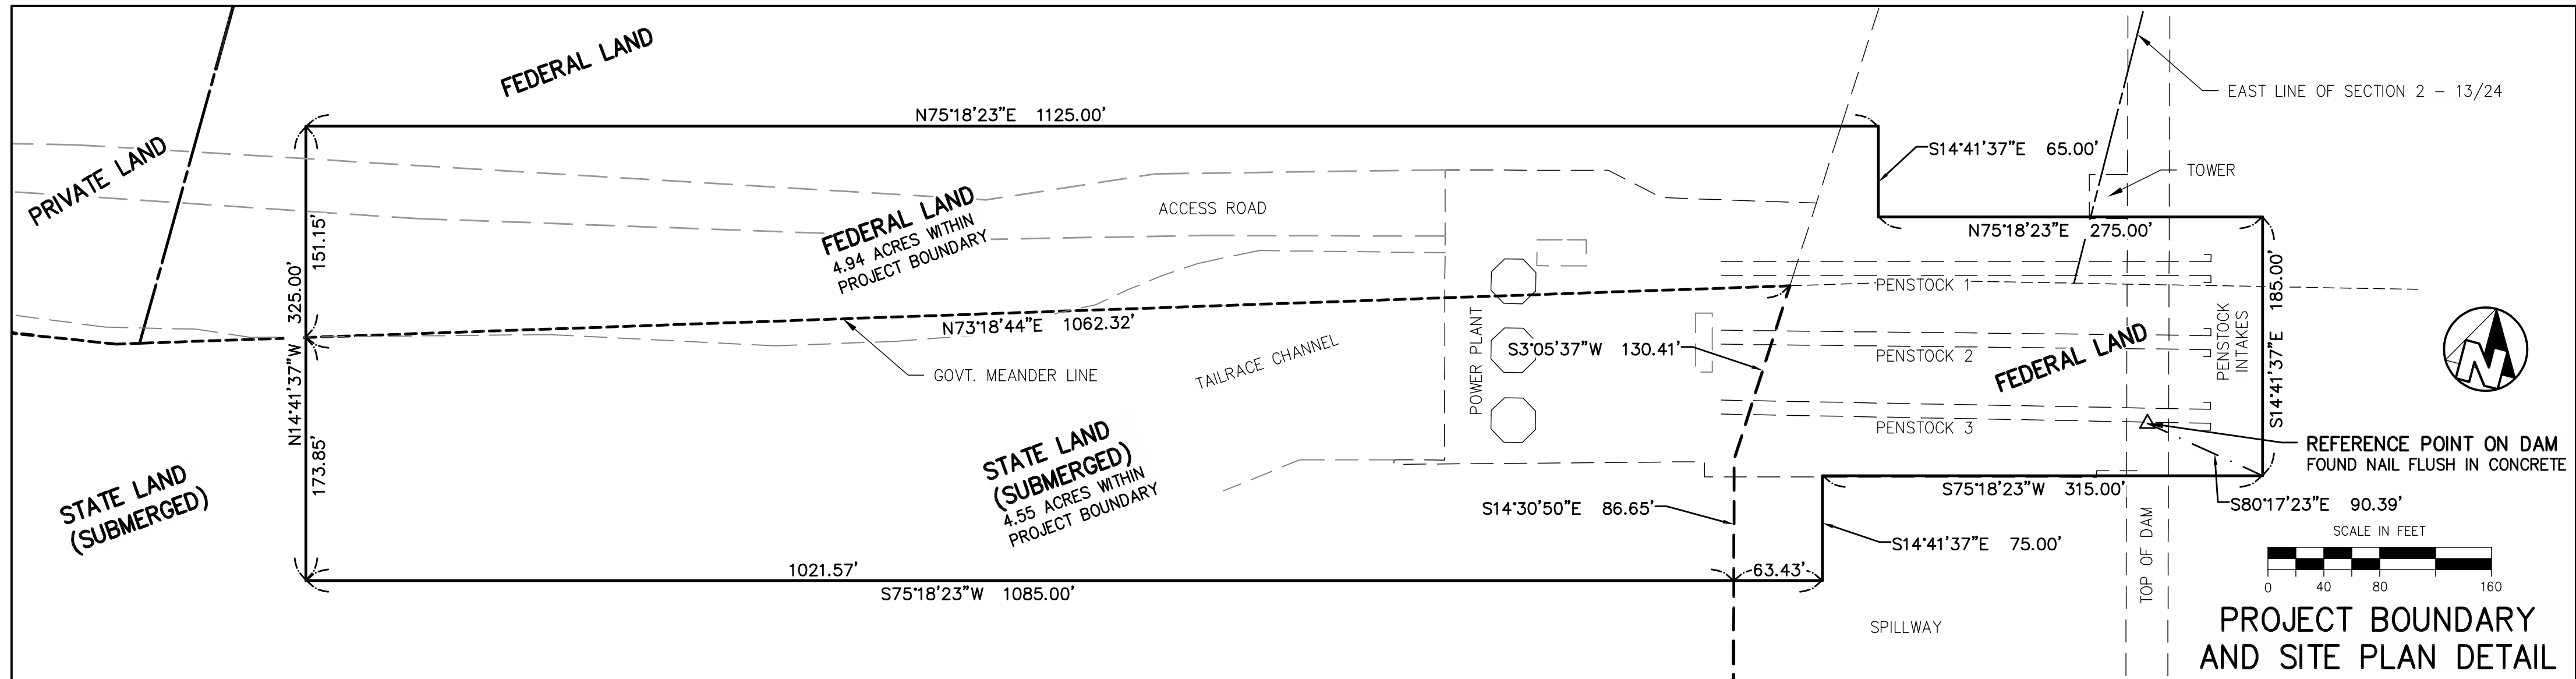 FEDERAL LAND
N75°18'23"E 1125.00'
EAST LINE OF SECTION 2 - 13/24
S14°41'37"E 65.00'
TOWER
PRIVATE LAND
ACCESS ROAD
FEDERAL LAND
4.94 ACRES WITHIN
PROJECT BOUNDARY
N75°18'23"E 275.00'
151.15'
N14°41'37"W 325.00'
173.85'
PENSTOCK 1
S14°41'37"E 185.00'
N73°18'44"E 1062.32'
GOVT. MEANDER LINE
TAILRACE CHANNEL
POWER PLANT
S3°05'37"W 130.41'
PENSTOCK 2
FEDERAL LAND
PENSTOCK
INTAKES
N
PENSTOCK 3
REFERENCE POINT ON DAM
FOUND NAIL FLUSH IN CONCRETE
STATE LAND
(SUBMERGED)
STATE LAND
(SUBMERGED)
4.55 ACRES WITHIN
PROJECT BOUNDARY
S75°18'23"W 315.00'
S80°17'23"E 90.39'
S14°30'50"E 86.65'
S14°41'37"E 75.00'
TOP OF DAM
SCALE IN FEET
0 40 80 160
1021.57'
63.43'
S75°18'23"W 1085.00'
SPILLWAY
PROJECT BOUNDARY
AND SITE PLAN DETAIL